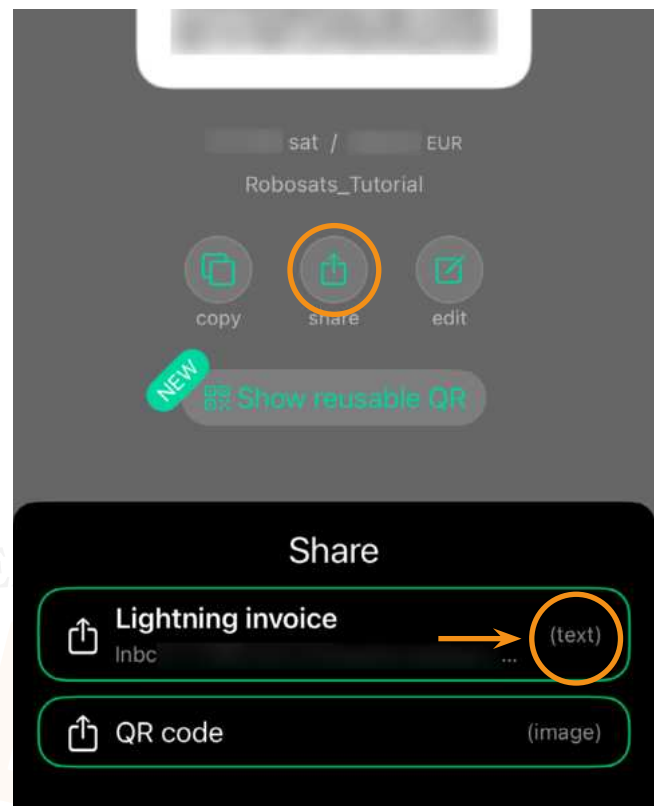 sat / EUR
Robosats_Tutorial
copy share edit
NEW
Show reusable QR
Share
Lightning invoice
lnbc ... (text)
QR code (image)